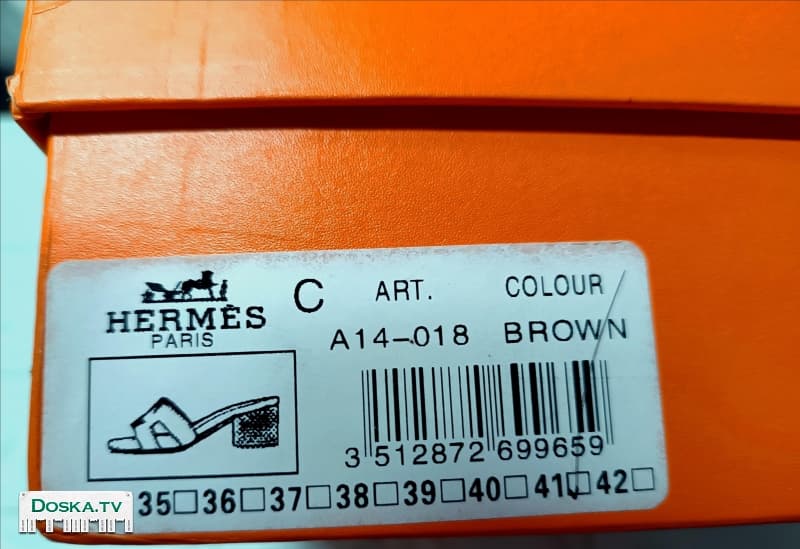 HERMÈS
PARIS
C
ART.
COLOUR
A14-018
BROWN
3 512872 699659
35 36 37 38 39 40 41 42
DOSKA.TV